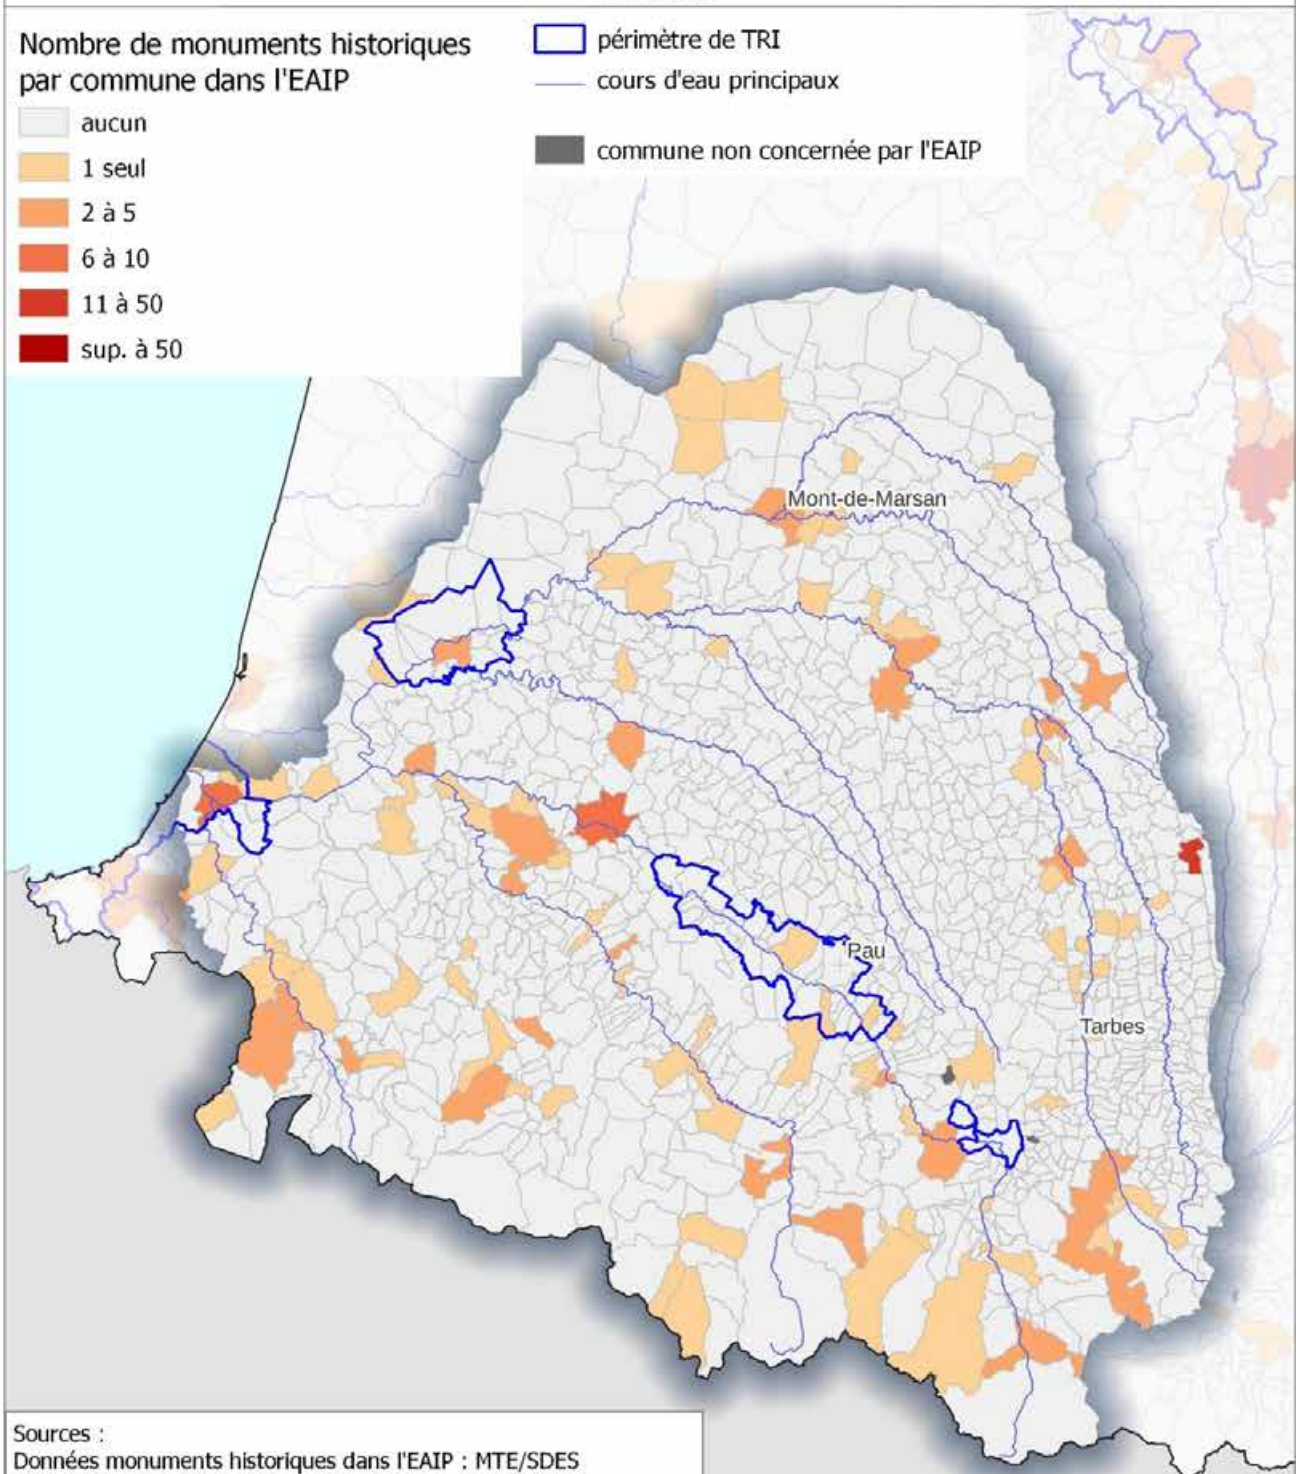 Nombre de monuments historiques
par commune dans l'EAIP
aucun
1 seul
2 à 5
6 à 10
11 à 50
sup. à 50
périmètre de TRI
cours d'eau principaux
commune non concernée par l'EAIP
Mont-de-Marsan
Pau
Tarbes
Sources :
Données monuments historiques dans l'EAIP : MTE/SDES